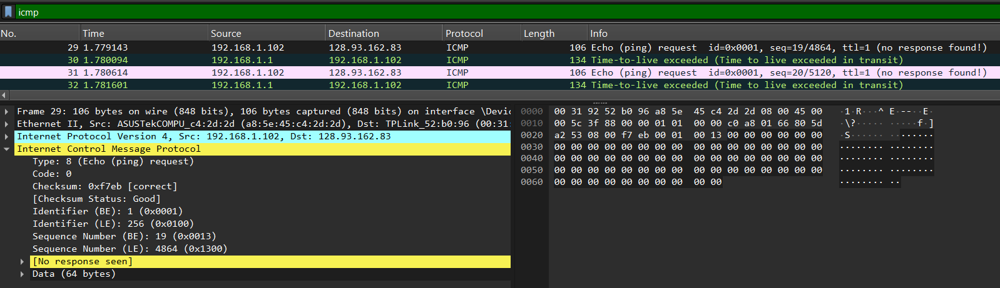 icmp
No. Time Source Destination Protocol Length Info
29 1.779143 192.168.1.102 128.93.162.83 ICMP 106 Echo (ping) request id=0x0001, seq=19/4864, ttl=1 (no response found!)
30 1.780094 192.168.1.1 192.168.1.102 ICMP 134 Time-to-live exceeded (Time to live exceeded in transit)
31 1.780614 192.168.1.102 128.93.162.83 ICMP 106 Echo (ping) request id=0x0001, seq=20/5120, ttl=1 (no response found!)
32 1.781601 192.168.1.1 192.168.1.102 ICMP 134 Time-to-live exceeded (Time to live exceeded in transit)
Frame 29: 106 bytes on wire (848 bits), 106 bytes captured (848 bits) on interface \Devic
Ethernet II, Src: ASUSTekCOMPU_c4:2d:2d (a8:5e:45:c4:2d:2d), Dst: TPLink_52:b0:96 (00:31:
Internet Protocol Version 4, Src: 192.168.1.102, Dst: 128.93.162.83
Internet Control Message Protocol
Type: 8 (Echo (ping) request)
Code: 0
Checksum: 0xf7eb [correct]
[Checksum Status: Good]
Identifier (BE): 1 (0x0001)
Identifier (LE): 256 (0x0100)
Sequence Number (BE): 19 (0x0013)
Sequence Number (LE): 4864 (0x1300)
[No response seen]
Data (64 bytes)
0000 00 31 92 52 b0 96 a8 5e 45 c4 2d 2d 08 00 45 00 ·1·R···^ E·--··E·
0010 00 5c 3f 88 00 00 01 01 00 00 c0 a8 01 66 80 5d ·\?····· ·····f·]
0020 a2 53 08 00 f7 eb 00 01 00 13 00 00 00 00 00 00 ·S······ ········
0030 00 00 00 00 00 00 00 00 00 00 00 00 00 00 00 00 ········ ········
0040 00 00 00 00 00 00 00 00 00 00 00 00 00 00 00 00 ········ ········
0050 00 00 00 00 00 00 00 00 00 00 00 00 00 00 00 00 ········ ········
0060 00 00 00 00 00 00 00 00 00 00 ········ ··